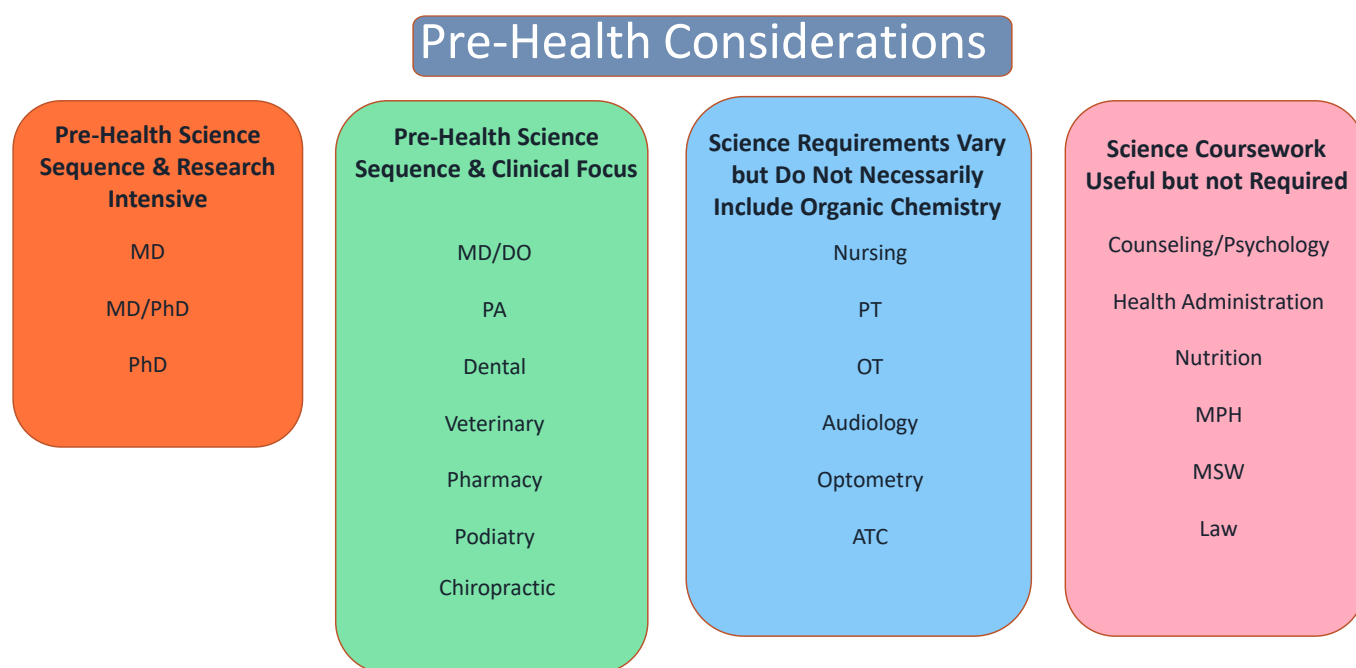 Pre-Health Considerations
Pre-Health Science
Sequence & Research
Intensive
MD
MD/PhD
PhD
Pre-Health Science
Sequence & Clinical Focus
MD/DO
PA
Dental
Veterinary
Pharmacy
Podiatry
Chiropractic
Science Requirements Vary
but Do Not Necessarily
Include Organic Chemistry
Nursing
PT
OT
Audiology
Optometry
ATC
Science Coursework
Useful but not Required
Counseling/Psychology
Health Administration
Nutrition
MPH
MSW
Law